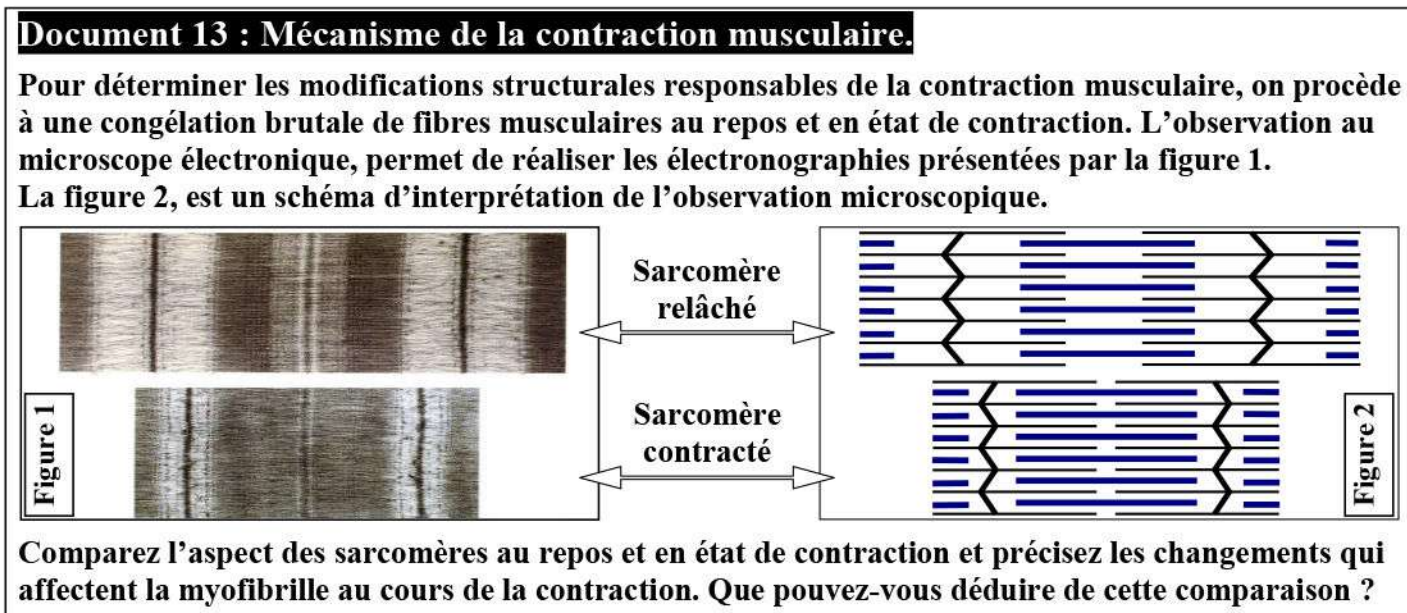 Document 13 : Mécanisme de la contraction musculaire.
Pour déterminer les modifications structurales responsables de la contraction musculaire, on procède
à une congélation brutale de fibres musculaires au repos et en état de contraction. L’observation au
microscope électronique, permet de réaliser les électronographies présentées par la figure 1.
La figure 2, est un schéma d’interprétation de l’observation microscopique.
Sarcomère
relâché
Figure 1
Sarcomère
contracté
Figure 2
Comparez l’aspect des sarcomères au repos et en état de contraction et précisez les changements qui
affectent la myofibrille au cours de la contraction. Que pouvez-vous déduire de cette comparaison ?